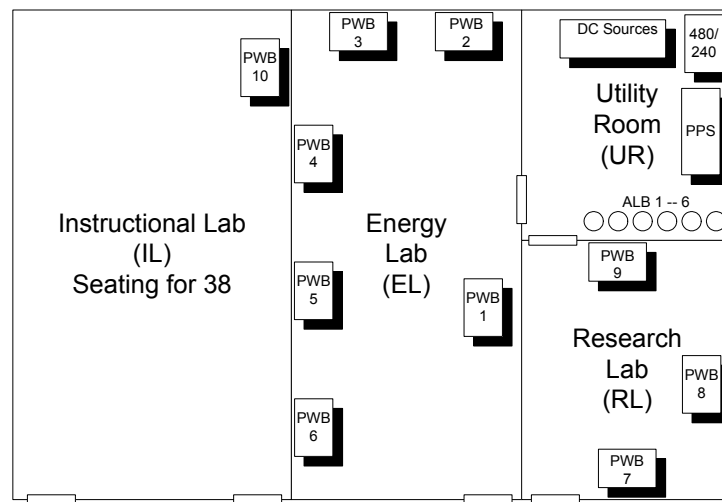 PWB
10
Instructional Lab
(IL)
Seating for 38
PWB
3
PWB
2
PWB
4
Energy
Lab
(EL)
PWB
5
PWB
1
PWB
6
DC Sources
480/
240
Utility
Room
(UR)
PPS
ALB 1 -- 6
PWB
9
Research
Lab
(RL)
PWB
8
PWB
7